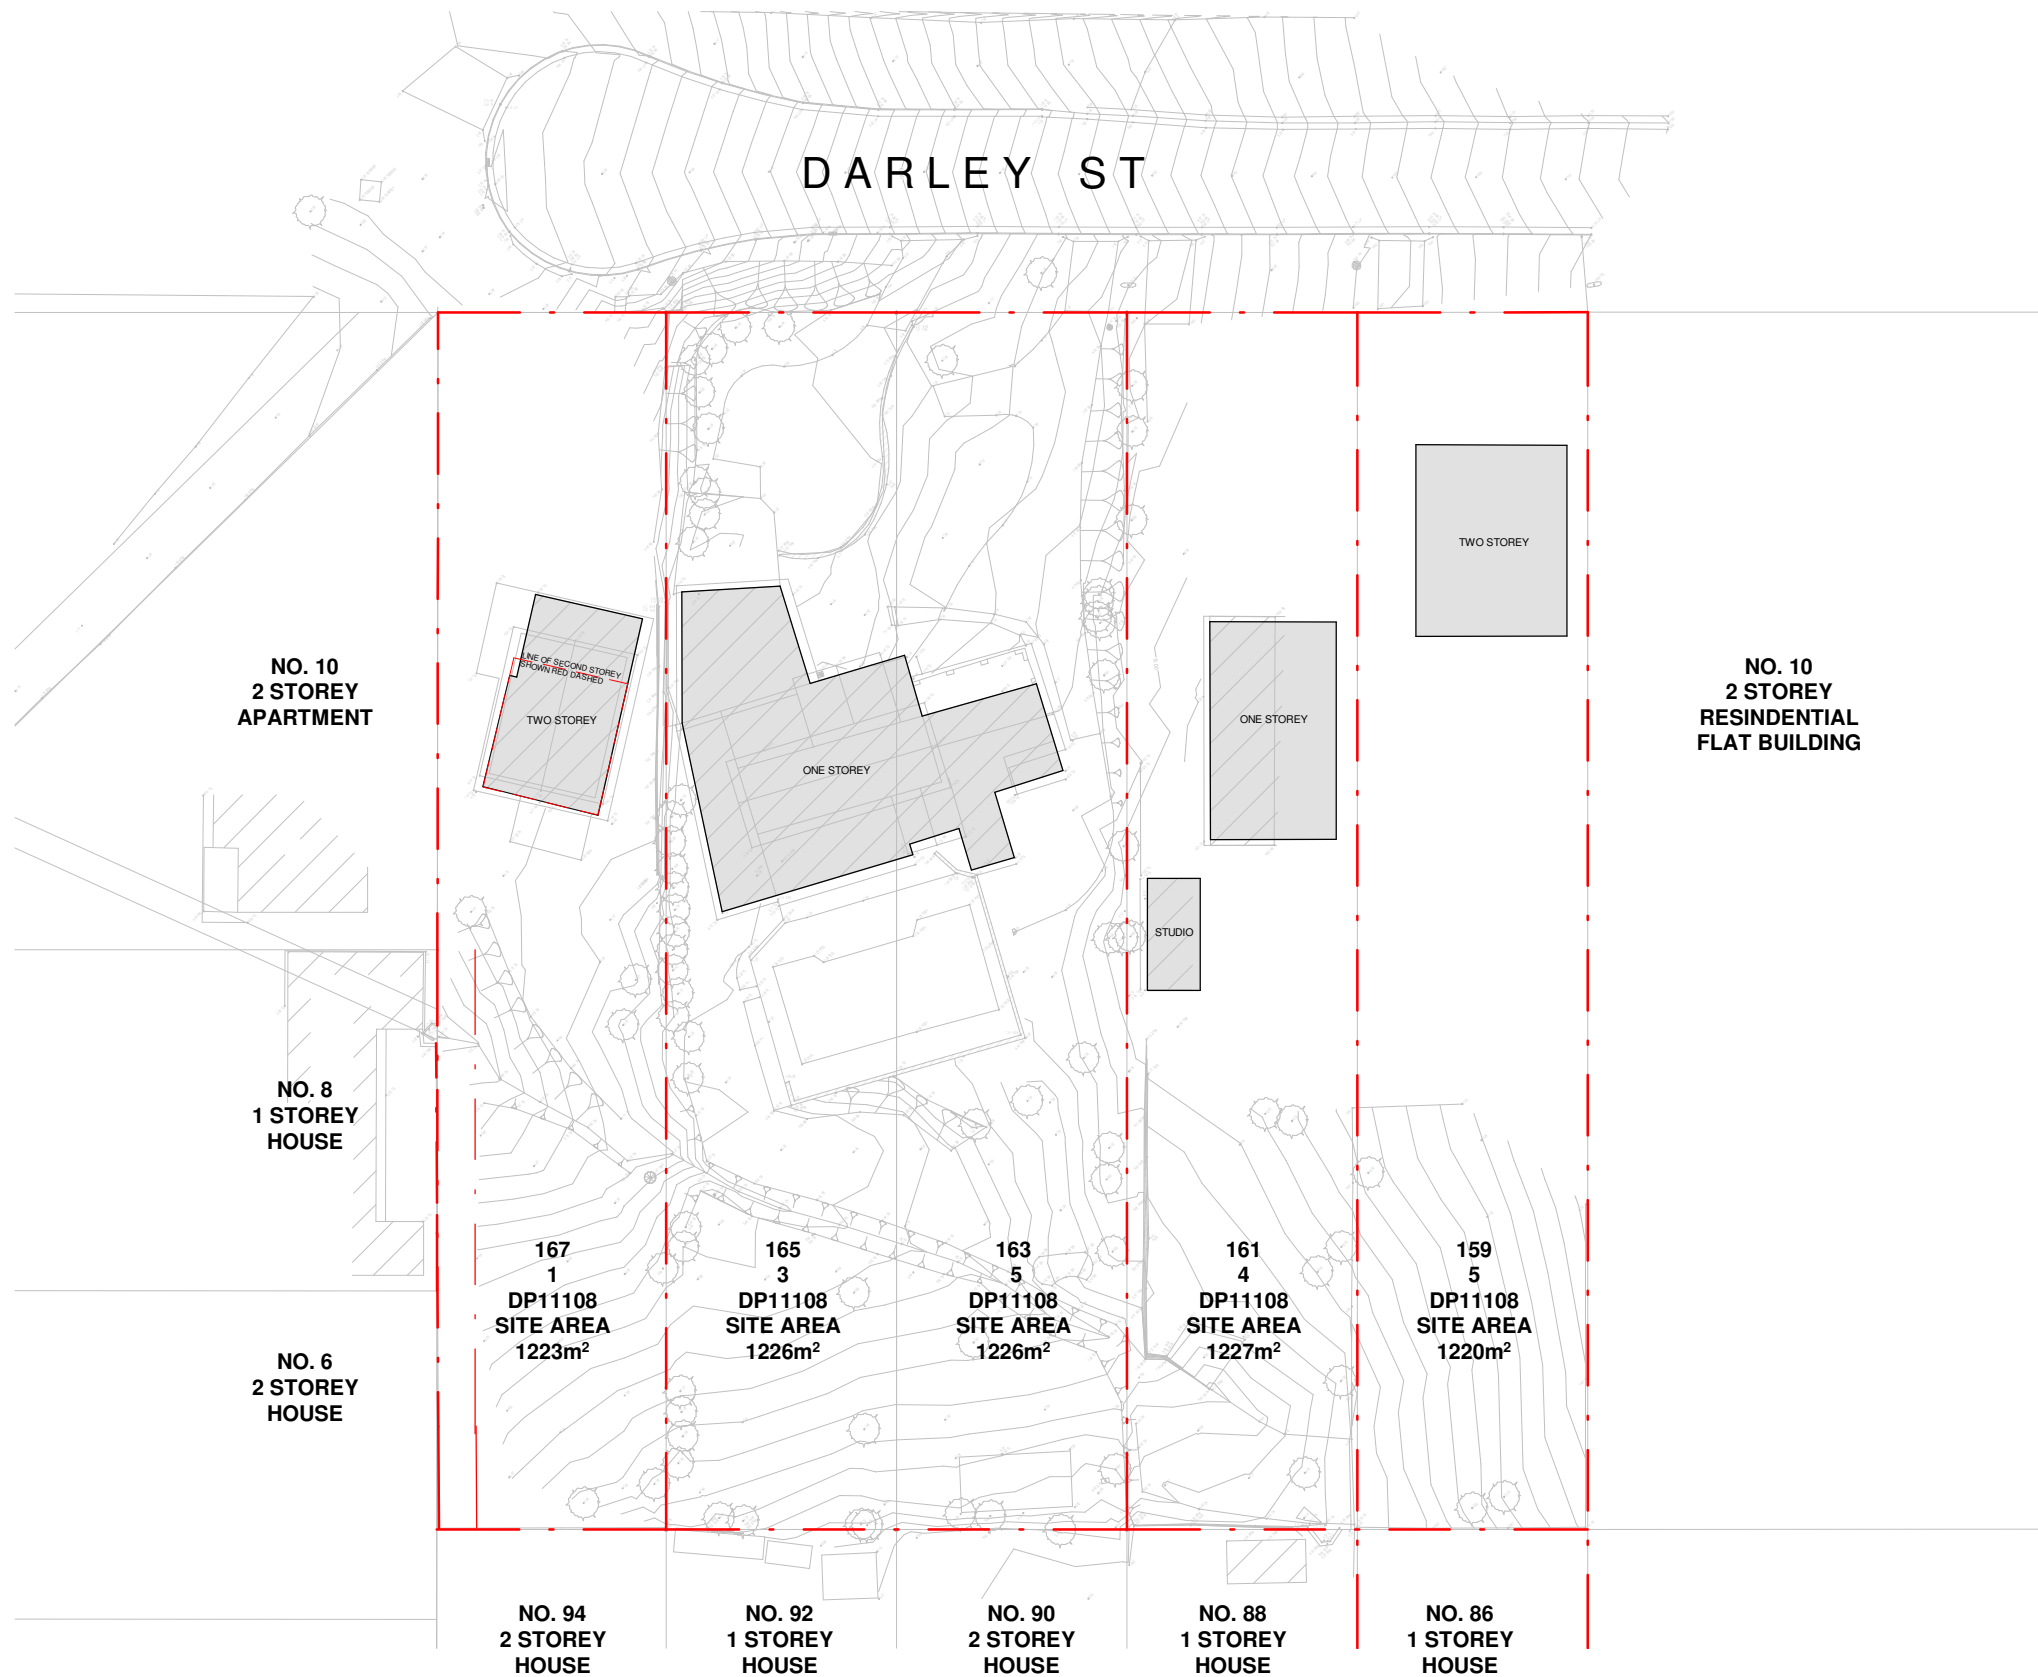 DARLEY ST
TWO STOREY
NO. 10
2 STOREY
APARTMENT
LINE OF SECOND STOREY
SHOWN RED DASHED
TWO STOREY
ONE STOREY
ONE STOREY
NO. 10
2 STOREY
RESINDENTIAL
FLAT BUILDING
STUDIO
NO. 8
1 STOREY
HOUSE
167
1
DP11108
SITE AREA
1223m²
165
3
DP11108
SITE AREA
1226m²
163
5
DP11108
SITE AREA
1226m²
161
4
DP11108
SITE AREA
1227m²
159
5
DP11108
SITE AREA
1220m²
NO. 6
2 STOREY
HOUSE
NO. 94
2 STOREY
HOUSE
NO. 92
1 STOREY
HOUSE
NO. 90
2 STOREY
HOUSE
NO. 88
1 STOREY
HOUSE
NO. 86
1 STOREY
HOUSE